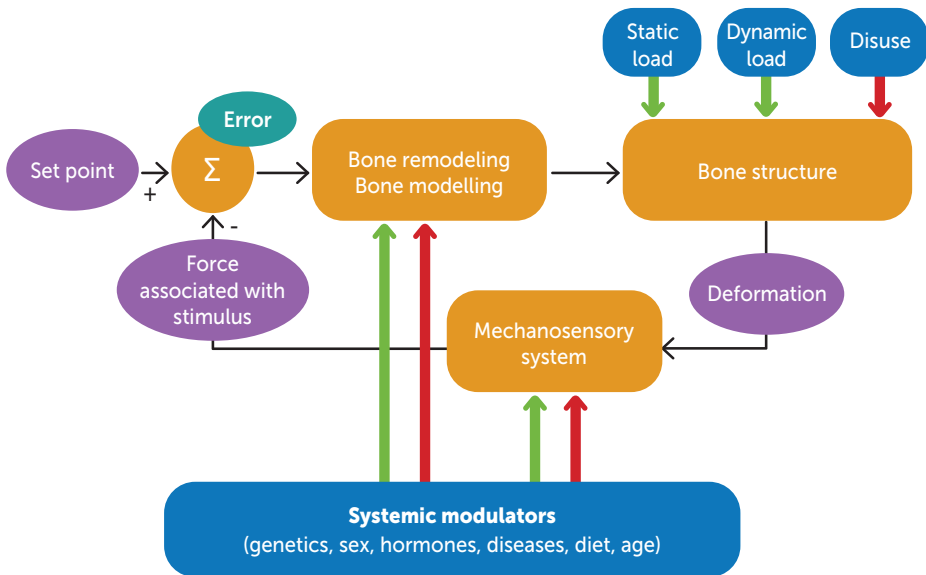 Static
load
Dynamic
load
Disuse
Error
Set point
+
Σ
Bone remodeling
Bone modelling
Bone structure
-
Force
associated with
stimulus
Deformation
Mechanosensory
system
Systemic modulators
(genetics, sex, hormones, diseases, diet, age)